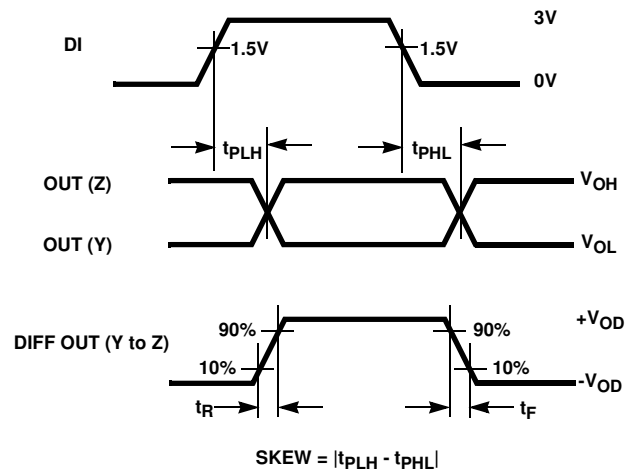 3V
DI
1.5V
1.5V
0V
tPLH
tPHL
OUT (Z)
VOH
OUT (Y)
VOL
+VOD
90%
90%
DIFF OUT (Y to Z)
10%
10%
-VOD
tR
tF
SKEW = |tPLH - tPHL|